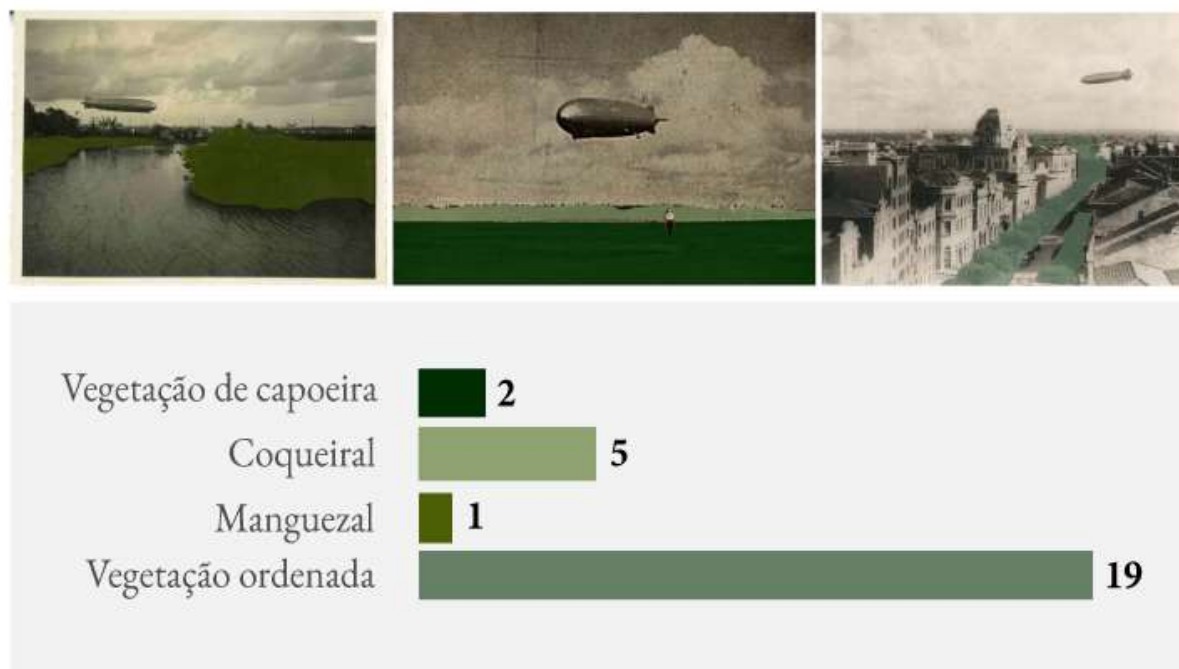 Vegetação de capoeira 2
Coqueiral 5
Manguezal 1
Vegetação ordenada 19